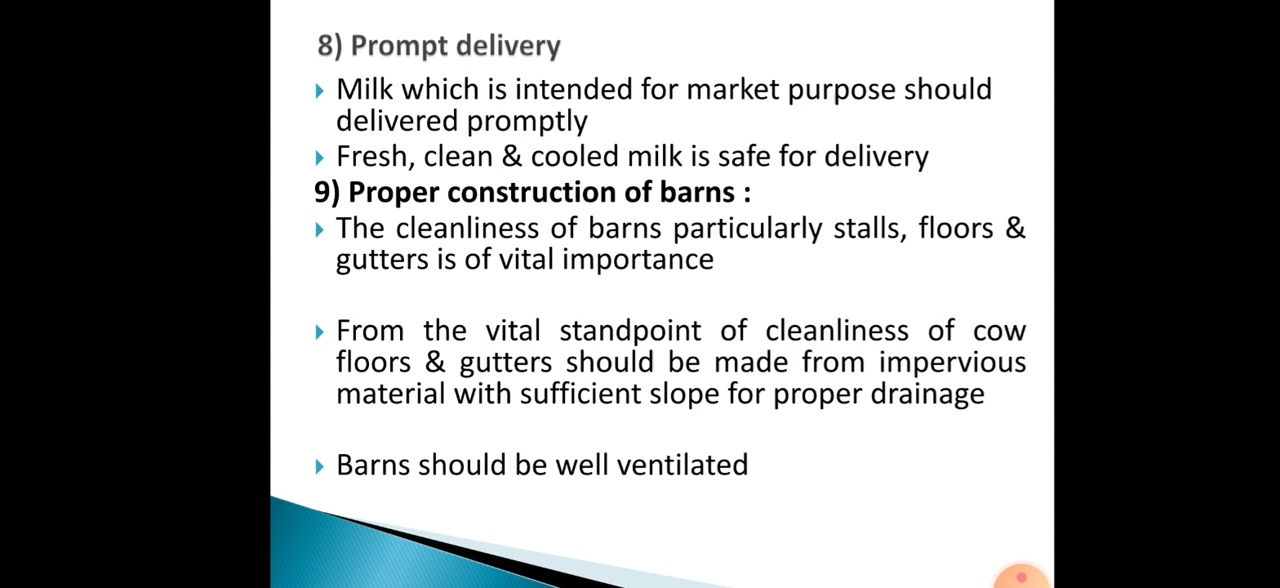 8) Prompt delivery
Milk which is intended for market purpose should
delivered promptly
Fresh, clean & cooled milk is safe for delivery
9) Proper construction of barns :
The cleanliness of barns particularly stalls, floors &
gutters is of vital importance
From the vital standpoint of cleanliness of cow
floors & gutters should be made from impervious
material with sufficient slope for proper drainage
Barns should be well ventilated